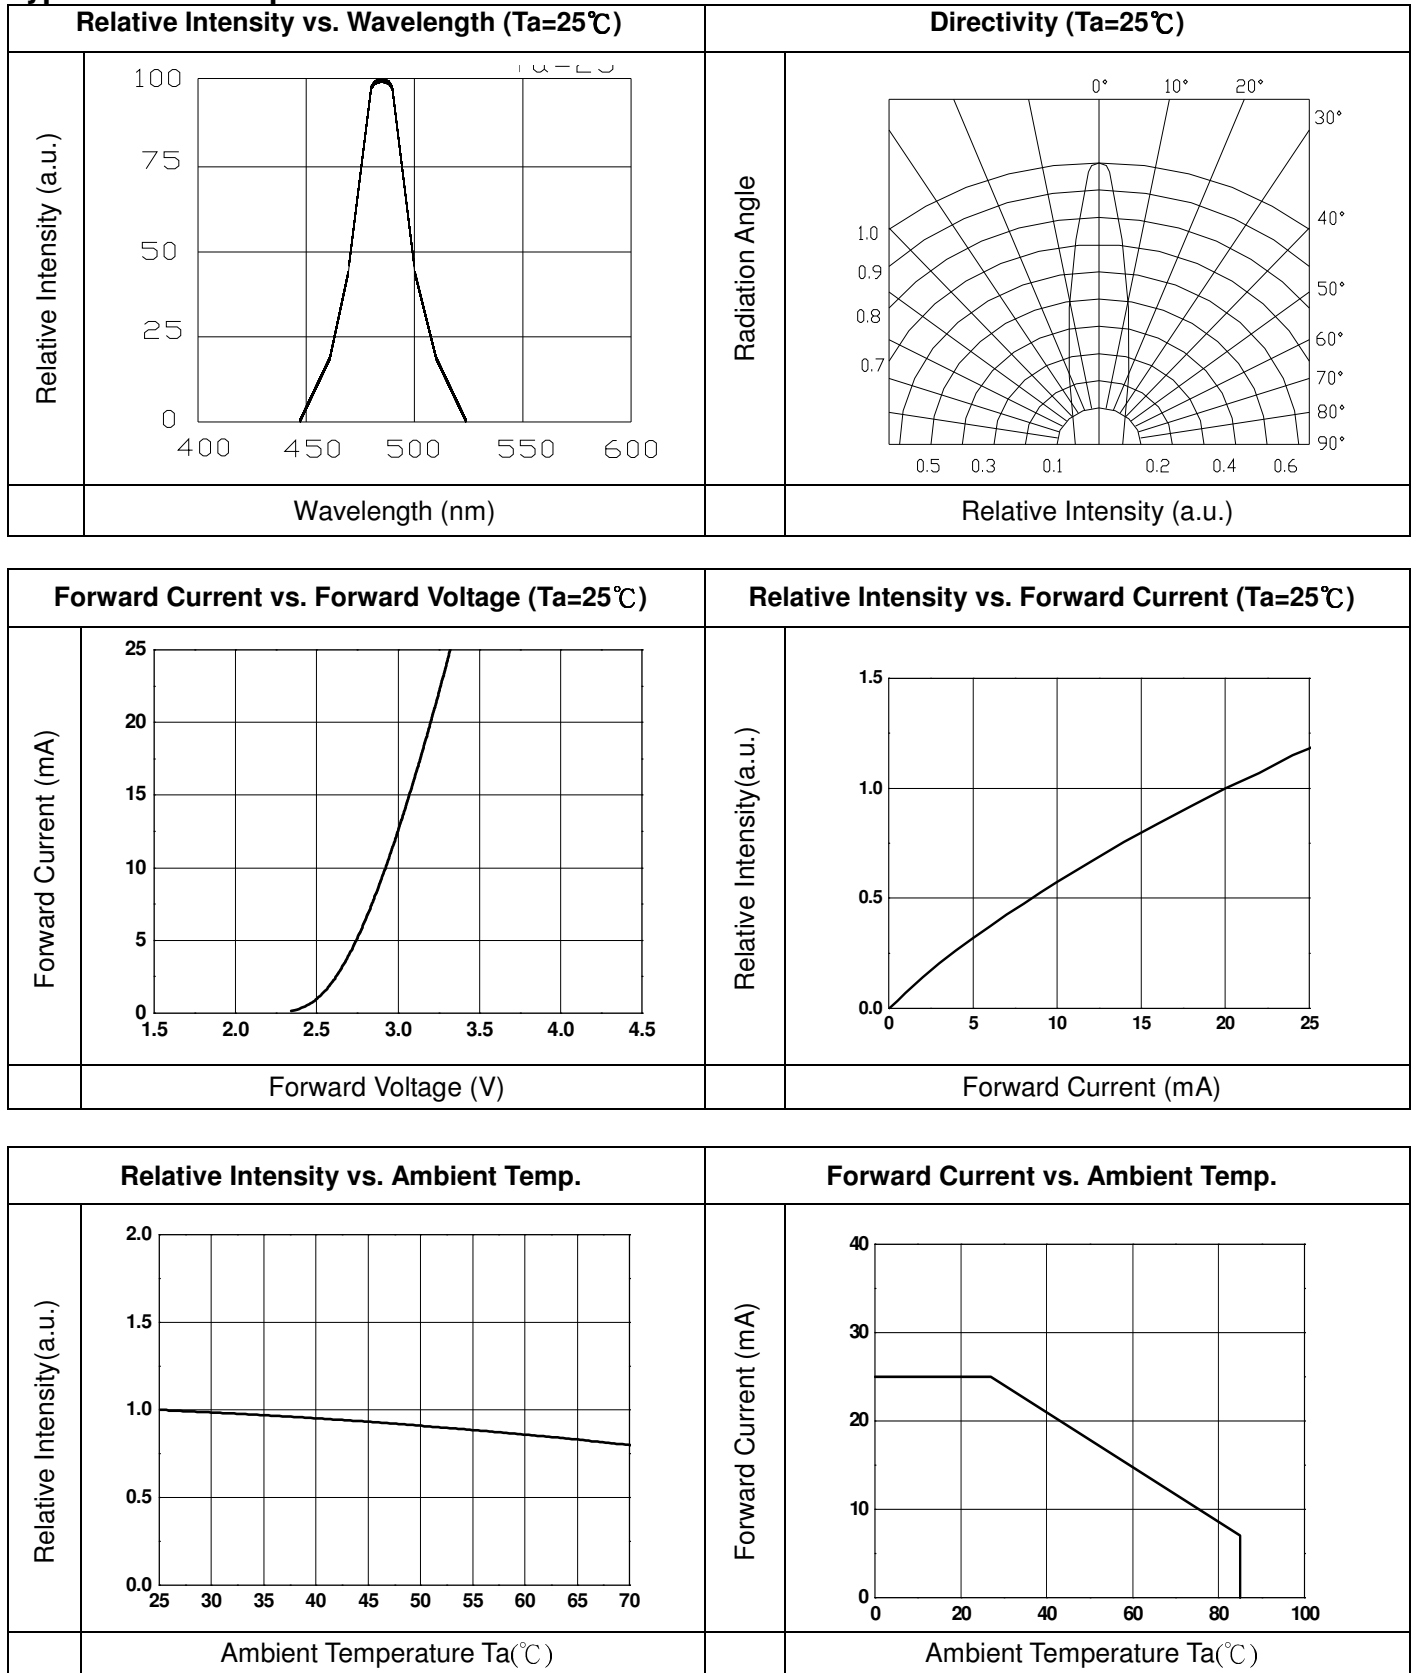 Relative Intensity vs. Wavelength (Ta=25℃)
Directivity (Ta=25℃)
Relative Intensity (a.u.)
100
75
50
25
0
400 450 500 550 600
Wavelength (nm)
Radiation Angle
0° 10° 20°
30°
40°
50°
60°
70°
80°
90°
1.0
0.9
0.8
0.7
0.5 0.3 0.1 0.2 0.4 0.6
Relative Intensity (a.u.)
Forward Current vs. Forward Voltage (Ta=25℃)
Relative Intensity vs. Forward Current (Ta=25℃)
Forward Current (mA)
25
20
15
10
5
0
1.5 2.0 2.5 3.0 3.5 4.0 4.5
Forward Voltage (V)
Relative Intensity(a.u.)
1.5
1.0
0.5
0.0
0 5 10 15 20 25
Forward Current (mA)
Relative Intensity vs. Ambient Temp.
Forward Current vs. Ambient Temp.
Relative Intensity(a.u.)
2.0
1.5
1.0
0.5
0.0
25 30 35 40 45 50 55 60 65 70
Ambient Temperature Ta(℃)
Forward Current (mA)
40
30
20
10
0
0 20 40 60 80 100
Ambient Temperature Ta(℃)